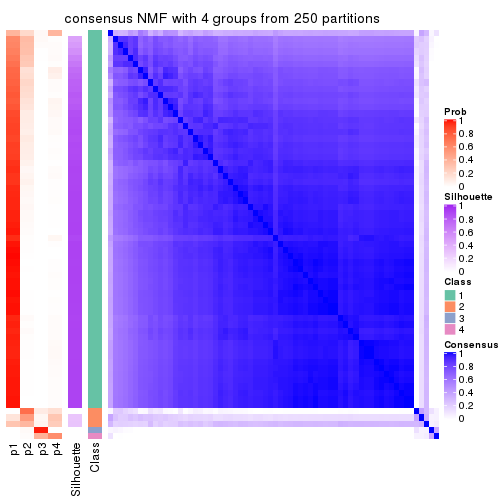 consensus NMF with 4 groups from 250 partitions
Prob
1
0.8
0.6
0.4
0.2
0
Silhouette
1
0.8
0.6
0.4
0.2
0
Class
1
2
3
4
Consensus
1
0.8
0.6
0.4
0.2
0
p1
p2
p3
p4
Silhouette
Class